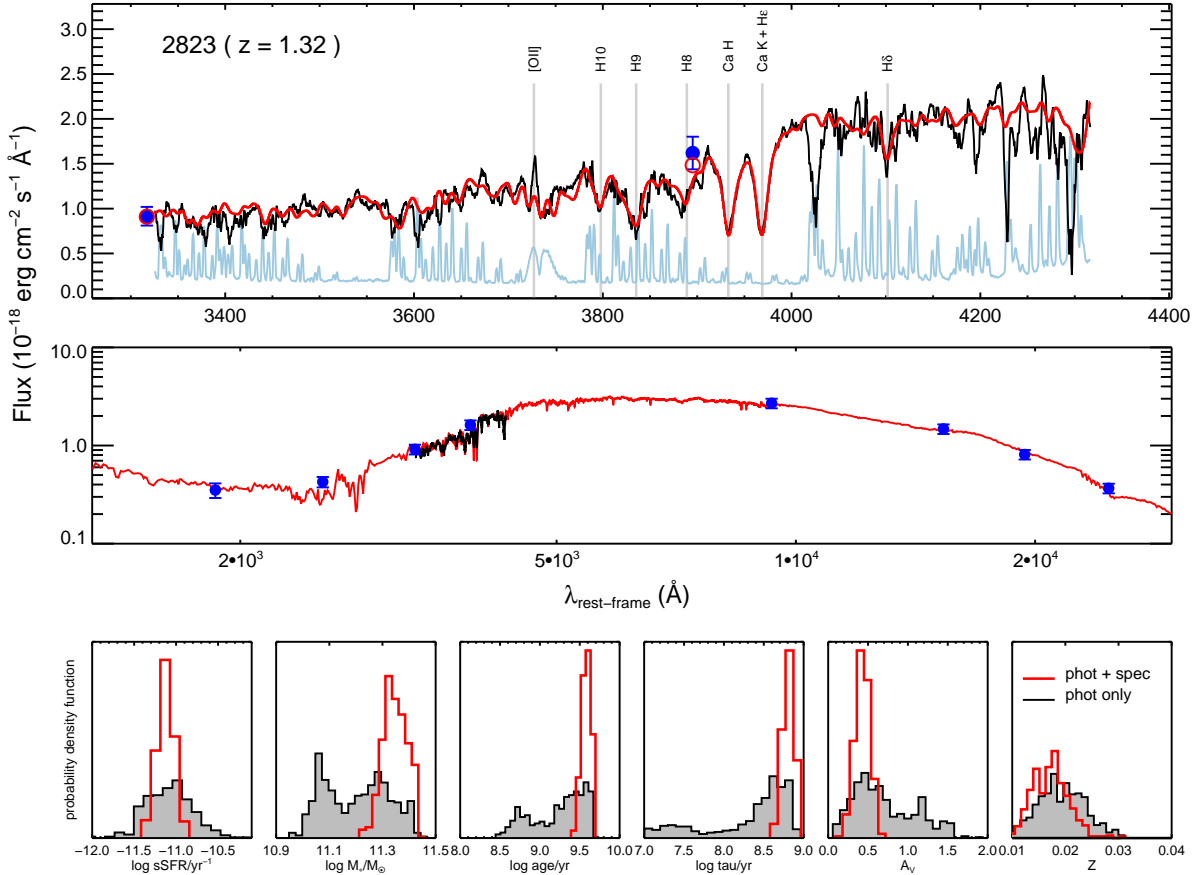 2823 ( z = 1.32 )
[OII]
H10
H9
H8
Ca H
Ca K + Hε
Hδ
3.0
2.5
2.0
1.5
1.0
0.5
0.0
3400 3600 3800 4000 4200 4400
Flux (10⁻¹⁸ erg cm⁻² s⁻¹ Å⁻¹)
10.0
1.0
0.1
2•10³ 5•10³ 1•10⁴ 2•10⁴
λrest−frame (Å)
probability density function
phot + spec
phot only
−12.0 −11.5 −11.0 −10.5
10.9 11.1 11.3 11.5
8.0 8.5 9.0 9.5 10.0
7.0 7.5 8.0 8.5 9.0
0.0 0.5 1.0 1.5 2.0
0.01 0.02 0.03 0.04
log sSFR/yr⁻¹
log M*/M☉
log age/yr
log tau/yr
Aᵥ
Z